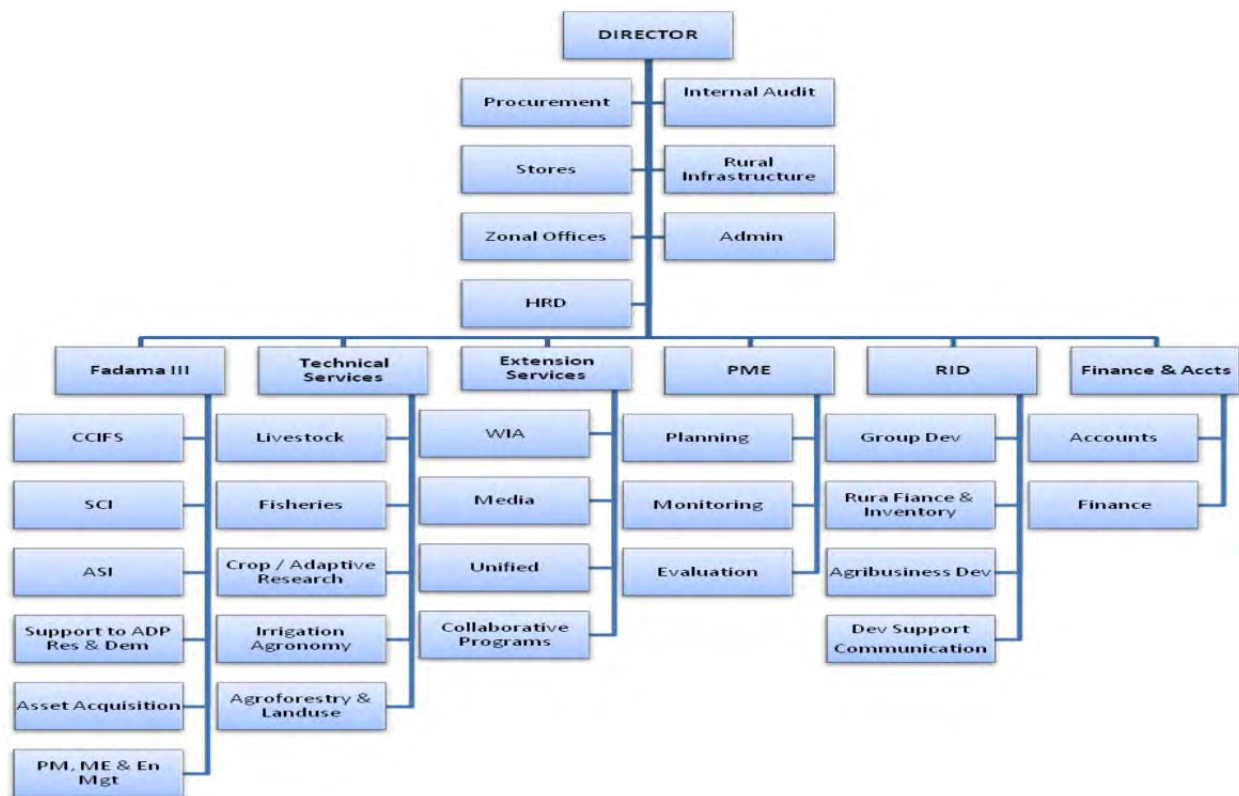 DIRECTOR
Procurement
Internal Audit
Stores
Rural
Infrastructure
Zonal Offices
Admin
HRD
Fadama III
Technical
Services
Extension
Services
PME
RID
Finance & Accts
CCIFS
Livestock
WIA
Planning
Group Dev
Accounts
SCI
Fisheries
Media
Monitoring
Rura Fiance &
Inventory
Finance
ASI
Crop / Adaptive
Research
Unified
Evaluation
Agribusiness Dev
Support to ADP
Res & Dem
Irrigation
Agronomy
Collaborative
Programs
Dev Support
Communication
Asset Acquisition
Agroforestry &
Landuse
PM, ME & En
Mgt